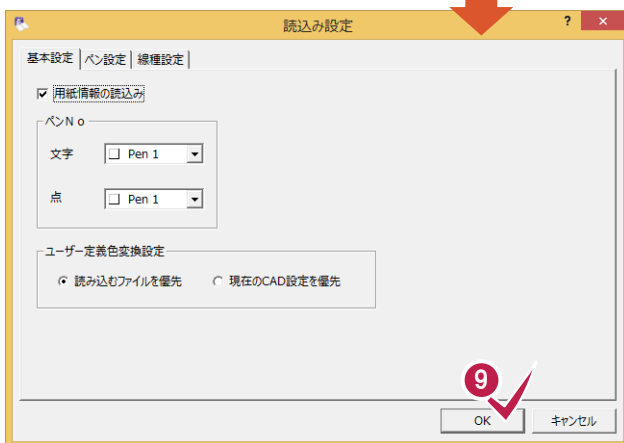 読込み設定
?
×
基本設定 ペン設定 線種設定
用紙情報の読込み
ペンNo
文字 Pen 1
点 Pen 1
ユーザー定義色変換設定
読み込むファイルを優先 現在のCAD設定を優先
9
OK キャンセル